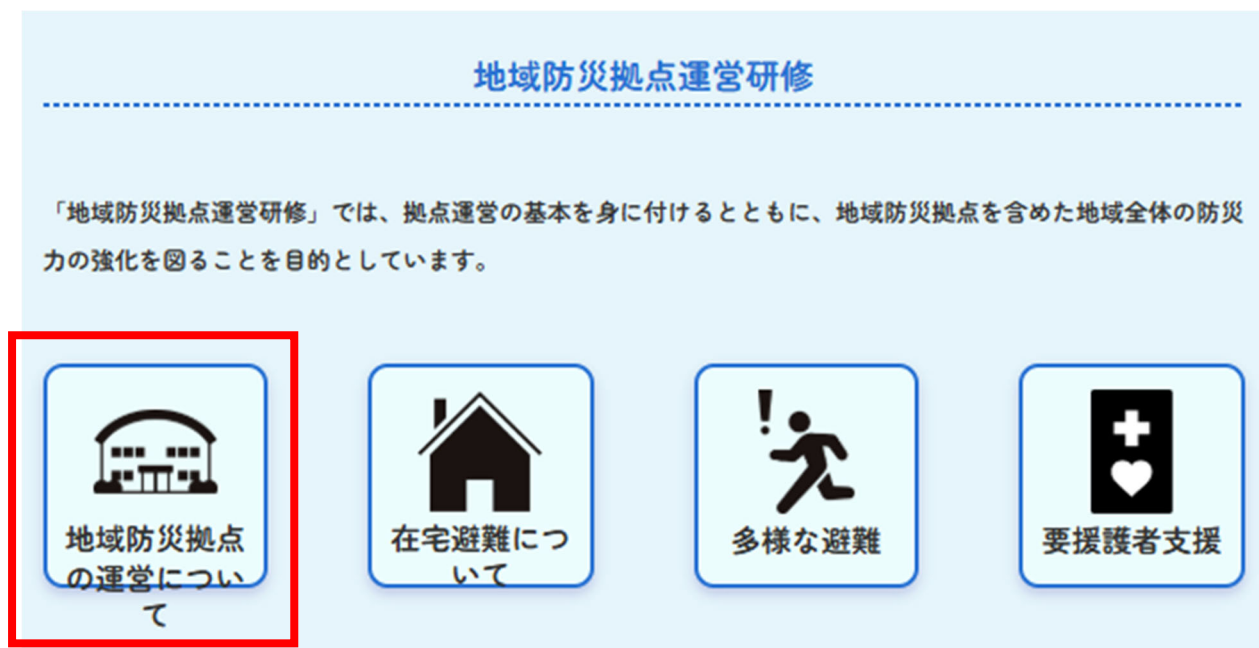 地域防災拠点運営研修
「地域防災拠点運営研修」では、拠点運営の基本を身に付けるとともに、地域防災拠点を含めた地域全体の防災
力の強化を図ることを目的としています。
地域防災拠点
の運営につい
て
在宅避難につ
いて
多様な避難
要援護者支援